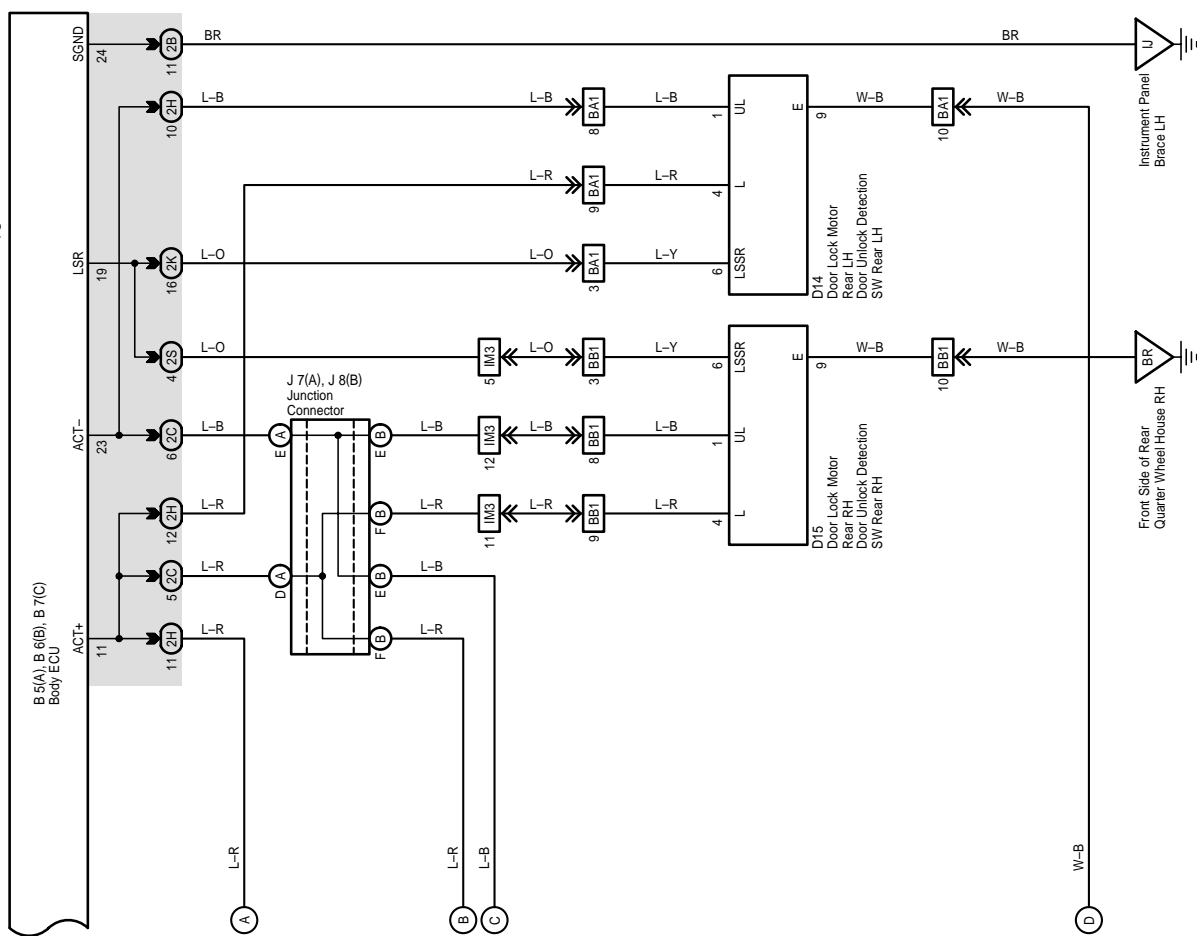 B 5(A), B 6(B), B 7(C)
Body ECU
ACT+
11
ACT–
23
LSR
19
SGND
24
11 2H
5 2C
12 2H
6 2C
4 2S
16 2K
10 2H
11 2B
L–R
L–R
L–R
L–B
L–O
L–O
L–B
BR
BR
J 7(A), J 8(B)
Junction
Connector
D A
E A
F B
E B
F B
E B
L–R
L–B
L–R
L–B
11 IM3
12 IM3
5 IM3
L–R
L–B
L–O
L–O
L–R
L–B
9 BB1
8 BB1
3 BB1
3 BA1
9 BA1
8 BA1
L–R
L–B
L–Y
L–Y
L–R
L–B
4 L
1 UL
6 LSSR
9 E
D15
Door Lock Motor
Rear RH
Door Unlock Detection
SW Rear RH
6 LSSR
4 L
1 UL
9 E
D14
Door Lock Motor
Rear LH
Door Unlock Detection
SW Rear LH
W–B
W–B
10 BB1
10 BA1
W–B
W–B
BR
Front Side of Rear
Quarter Wheel House RH
IJ
Instrument Panel
Brace LH
L–R
L–R
L–B
W–B
A
B
C
D